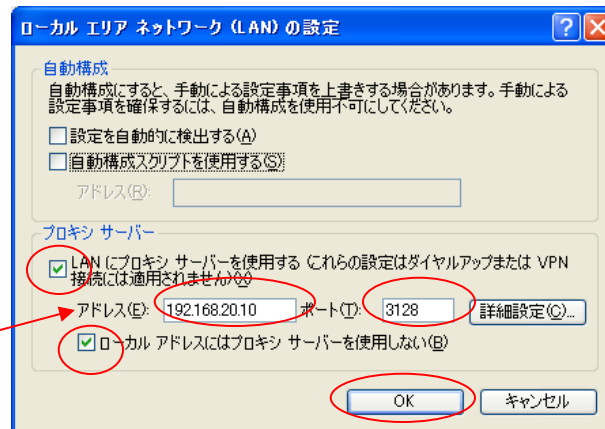 ローカル エリア ネットワーク (LAN) の設定
自動構成
自動構成にすると、手動による設定事項を上書きする場合があります。手動による
設定事項を確保するには、自動構成を使用不可にしてください。
設定を自動的に検出する(A)
自動構成スクリプトを使用する(S)
アドレス(R):
プロキシ サーバー
LAN にプロキシ サーバーを使用する (これらの設定はダイヤルアップまたは VPN
接続には適用されません)(X)
アドレス(E): 192.168.20.10 ポート(T): 3128 詳細設定(C)...
ローカル アドレスにはプロキシ サーバーを使用しない(B)
OK キャンセル